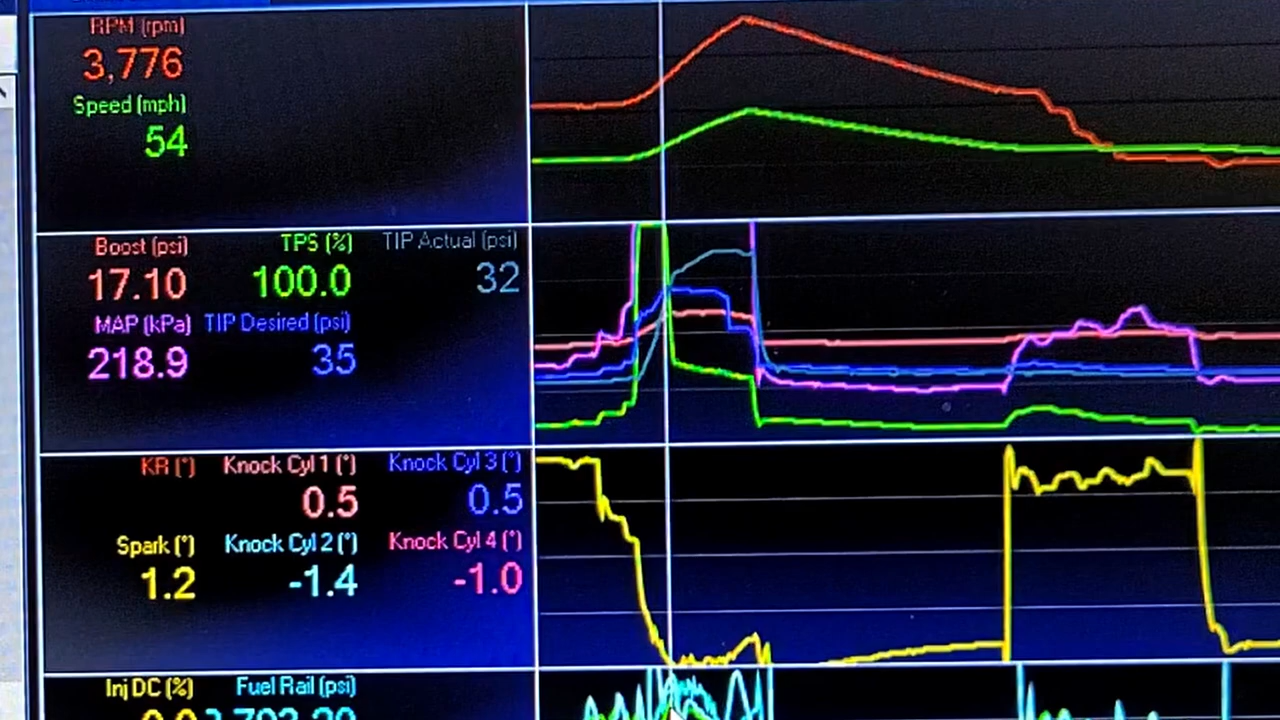 RPM (rpm)
3,776
Speed (mph)
54
Boost (psi) TPS (%) TIP Actual (psi)
17.10 100.0 32
MAP (kPa) TIP Desired (psi)
218.9 35
KR (°) Knock Cyl 1 (°) Knock Cyl 3 (°)
0.5 0.5
Spark (°) Knock Cyl 2 (°) Knock Cyl 4 (°)
1.2 -1.4 -1.0
Inj DC (%) Fuel Rail (psi)